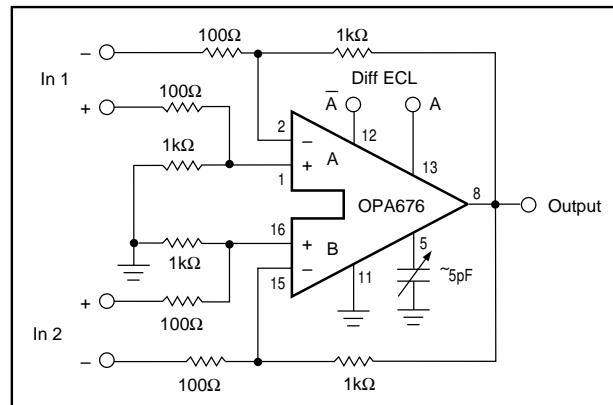 100Ω 1kΩ
−
In 1
100Ω
Diff ECL
+
A̅ A
2 12
− A
13
1kΩ
+
1
OPA676 8
Output
16
+ B
5
1kΩ
−
15
11
~5pF
+
100Ω
In 2
−
100Ω 1kΩ